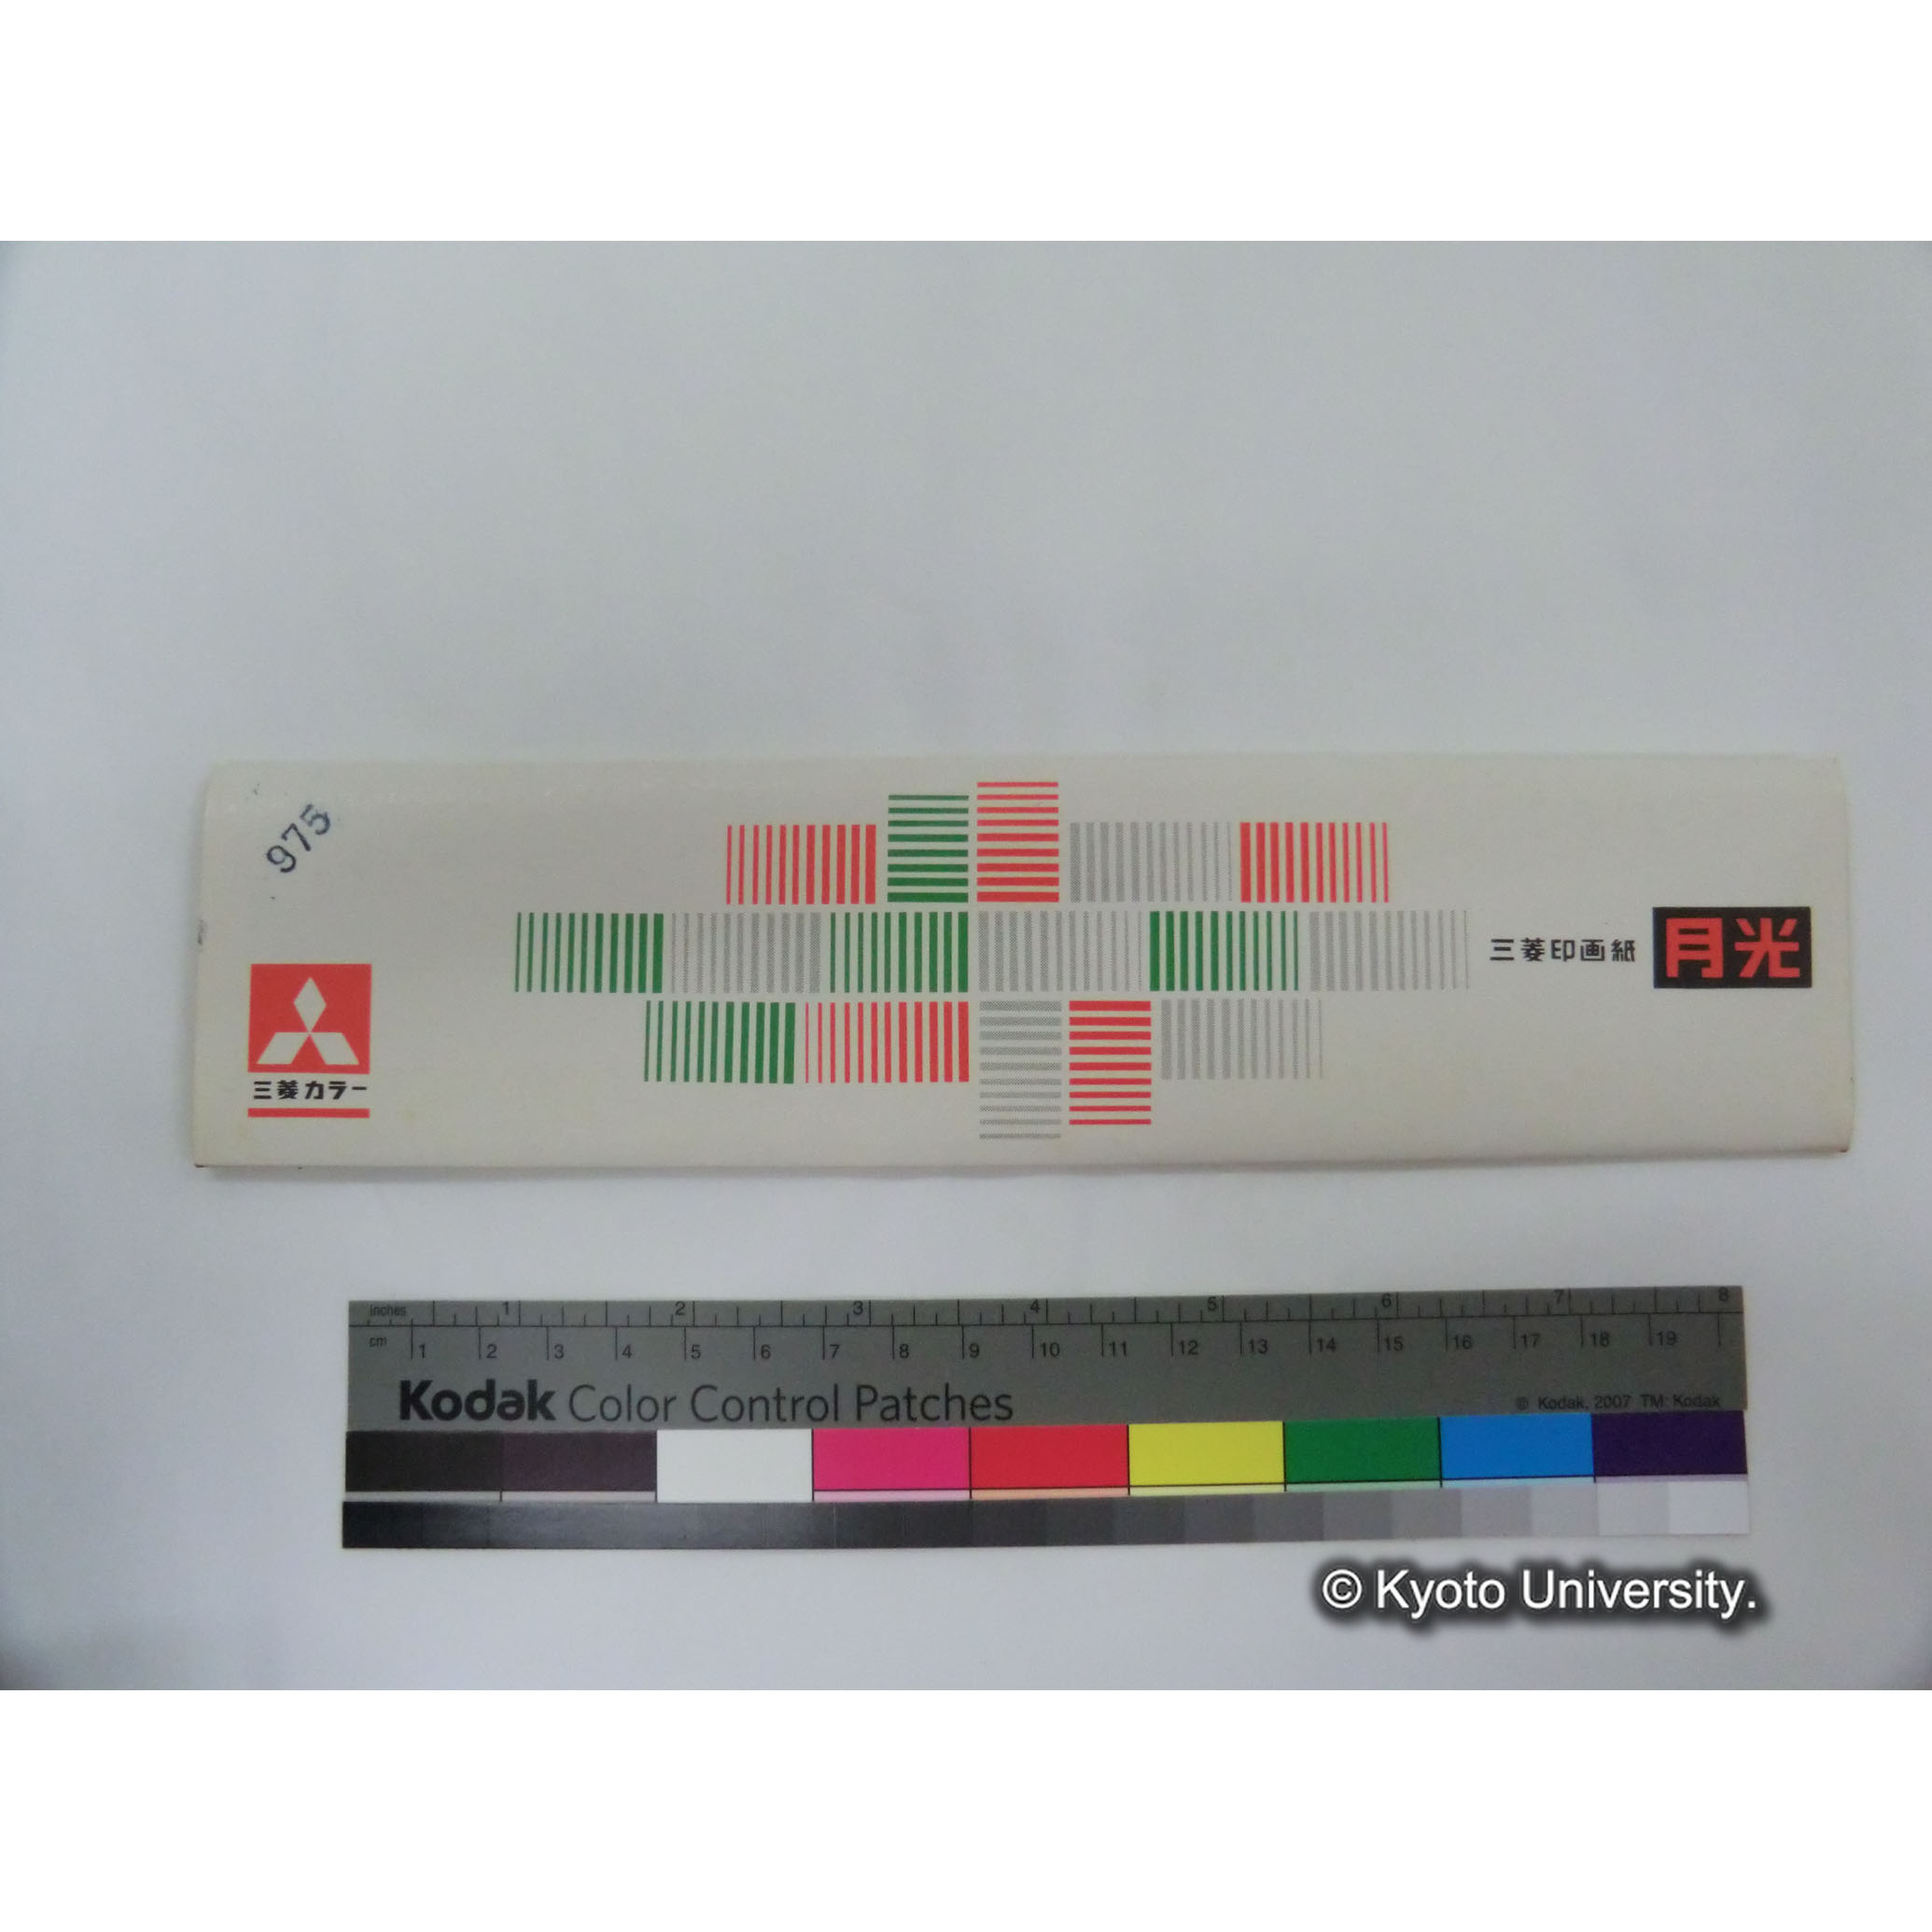 975
三菱カラー
三菱印画紙 月光
inches 1 2 3 4 5 6 7 8
cm 1 2 3 4 5 6 7 8 9 10 11 12 13 14 15 16 17 18 19
Kodak Color Control Patches
© Kodak, 2007 TM: Kodak
© Kyoto University.